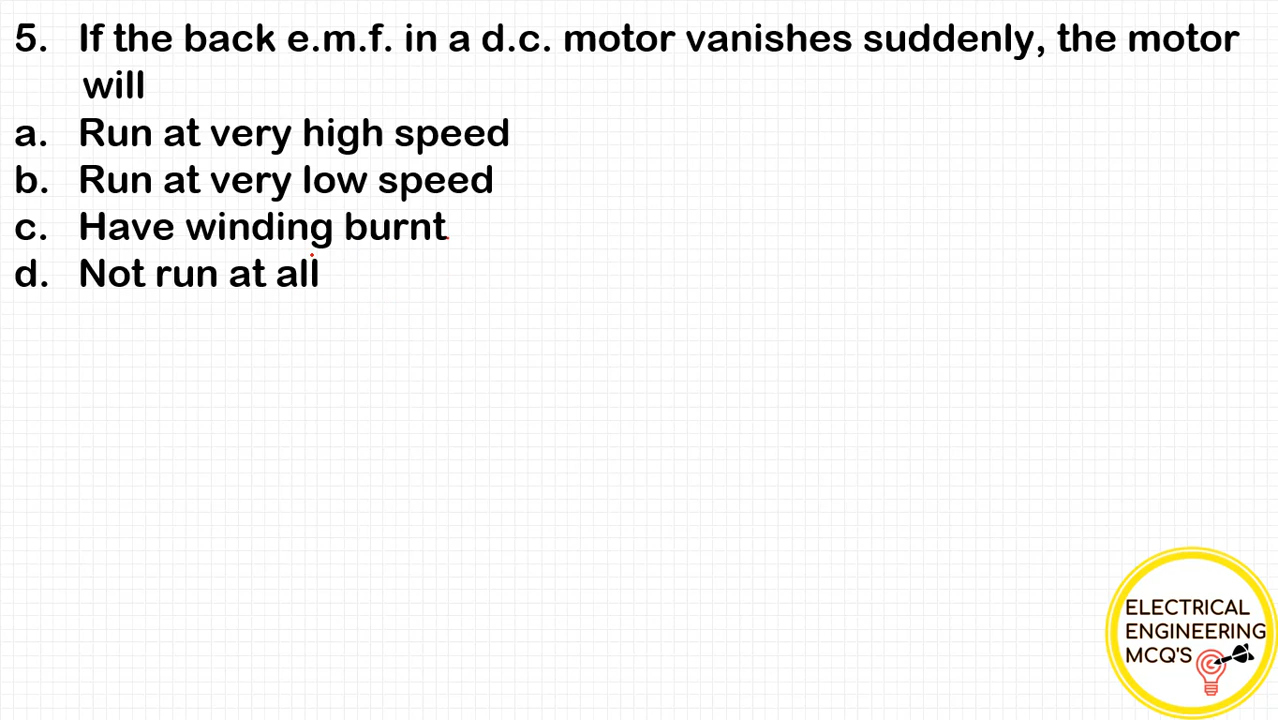 5. If the back e.m.f. in a d.c. motor vanishes suddenly, the motor
will
a. Run at very high speed
b. Run at very low speed
c. Have winding burnt
d. Not run at all
ELECTRICAL
ENGINEERING
MCQ'S